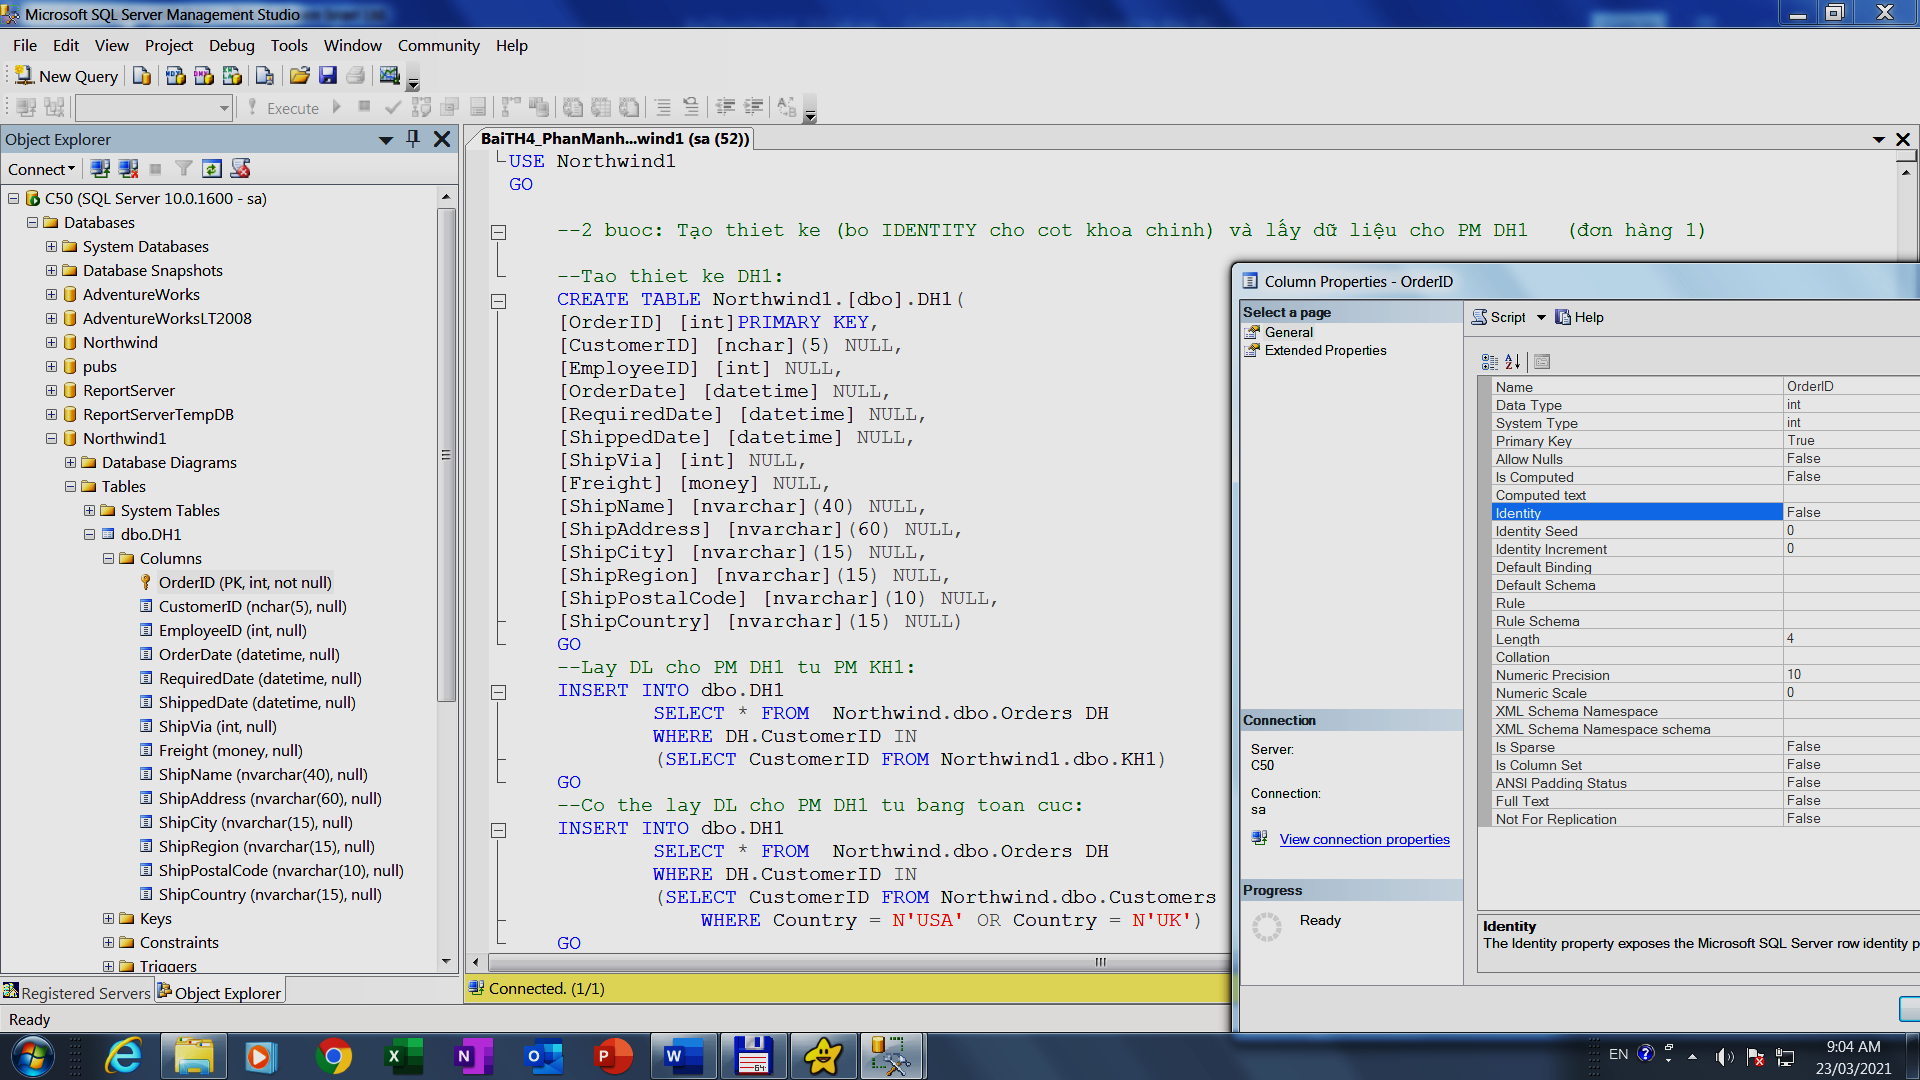 Microsoft SQL Server Management Studio
File Edit View Project Debug Tools Window Community Help
New Query
Execute
Object Explorer
Connect
C50 (SQL Server 10.0.1600 - sa)
Databases
System Databases
Database Snapshots
AdventureWorks
AdventureWorksLT2008
Northwind
pubs
ReportServer
ReportServerTempDB
Northwind1
Database Diagrams
Tables
System Tables
dbo.DH1
Columns
OrderID (PK, int, not null)
CustomerID (nchar(5), null)
EmployeeID (int, null)
OrderDate (datetime, null)
RequiredDate (datetime, null)
ShippedDate (datetime, null)
ShipVia (int, null)
Freight (money, null)
ShipName (nvarchar(40), null)
ShipAddress (nvarchar(60), null)
ShipCity (nvarchar(15), null)
ShipRegion (nvarchar(15), null)
ShipPostalCode (nvarchar(10), null)
ShipCountry (nvarchar(15), null)
Keys
Constraints
Triggers
Registered Servers Object Explorer
BaiTH4_PhanManh...wind1 (sa (52))
USE Northwind1
GO
--2 buoc: Tạo thiet ke (bo IDENTITY cho cot khoa chinh) và lấy dữ liệu cho PM DH1 (đơn hàng 1)
--Tao thiet ke DH1:
CREATE TABLE Northwind1.[dbo].DH1(
[OrderID] [int]PRIMARY KEY,
[CustomerID] [nchar](5) NULL,
[EmployeeID] [int] NULL,
[OrderDate] [datetime] NULL,
[RequiredDate] [datetime] NULL,
[ShippedDate] [datetime] NULL,
[ShipVia] [int] NULL,
[Freight] [money] NULL,
[ShipName] [nvarchar](40) NULL,
[ShipAddress] [nvarchar](60) NULL,
[ShipCity] [nvarchar](15) NULL,
[ShipRegion] [nvarchar](15) NULL,
[ShipPostalCode] [nvarchar](10) NULL,
[ShipCountry] [nvarchar](15) NULL)
GO
--Lay DL cho PM DH1 tu PM KH1:
INSERT INTO dbo.DH1
SELECT * FROM Northwind.dbo.Orders DH
WHERE DH.CustomerID IN
(SELECT CustomerID FROM Northwind1.dbo.KH1)
GO
--Co the lay DL cho PM DH1 tu bang toan cuc:
INSERT INTO dbo.DH1
SELECT * FROM Northwind.dbo.Orders DH
WHERE DH.CustomerID IN
(SELECT CustomerID FROM Northwind.dbo.Customers
WHERE Country = N'USA' OR Country = N'UK')
GO
Connected. (1/1)
Column Properties - OrderID
Select a page
General
Extended Properties
Connection
Server:
C50
Connection:
sa
View connection properties
Progress
Ready
Script Help
Name OrderID
Data Type int
System Type int
Primary Key True
Allow Nulls False
Is Computed False
Computed text
Identity False
Identity Seed 0
Identity Increment 0
Default Binding
Default Schema
Rule
Rule Schema
Length 4
Collation
Numeric Precision 10
Numeric Scale 0
XML Schema Namespace
XML Schema Namespace schema
Is Sparse False
Is Column Set False
ANSI Padding Status False
Full Text False
Not For Replication False
Identity
The Identity property exposes the Microsoft SQL Server row identity p
Ready
EN
9:04 AM
23/03/2021